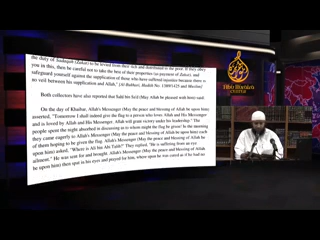 the duty of Sadaqah (Zakat) to be levied from their rich and distributed to the poor. If they obey
you in this, then be careful not to take the best of their properties (as payment of Zakat), and
safeguard yourself against the supplication of those who have suffered injustice because there is
no veil between his supplication and Allah." [Al-Bukhari, Hadith No: 1389/1425 and Muslim]
Both collectors have also reported that Sahl bin Sa'd (May Allah be pleased with them) said:
On the day of Khaibar, Allah's Messenger (May the peace and blessing of Allah be upon him)
asserted, "Tomorrow I shall indeed give the flag to a person who loves Allah and His Messenger
and is loved by Allah and His Messenger. Allah will grant victory under his leadership." The
people spent the night absorbed in discussing as to whom might the flag be given! In the morning
they came eagerly to Allah's Messenger (May the peace and blessing of Allah be upon him) each
of them hoping to be given the flag. Allah's Messenger (May the peace and blessing of Allah be
upon him) asked, "Where is Ali bin Abi Talib?" They replied, "He is suffering from an eye
ailment." He was sent for and brought. Allah's Messenger (May the peace and blessing of Allah
be upon him) then spat in his eyes and prayed for him, whose upon he was cured as if he had no